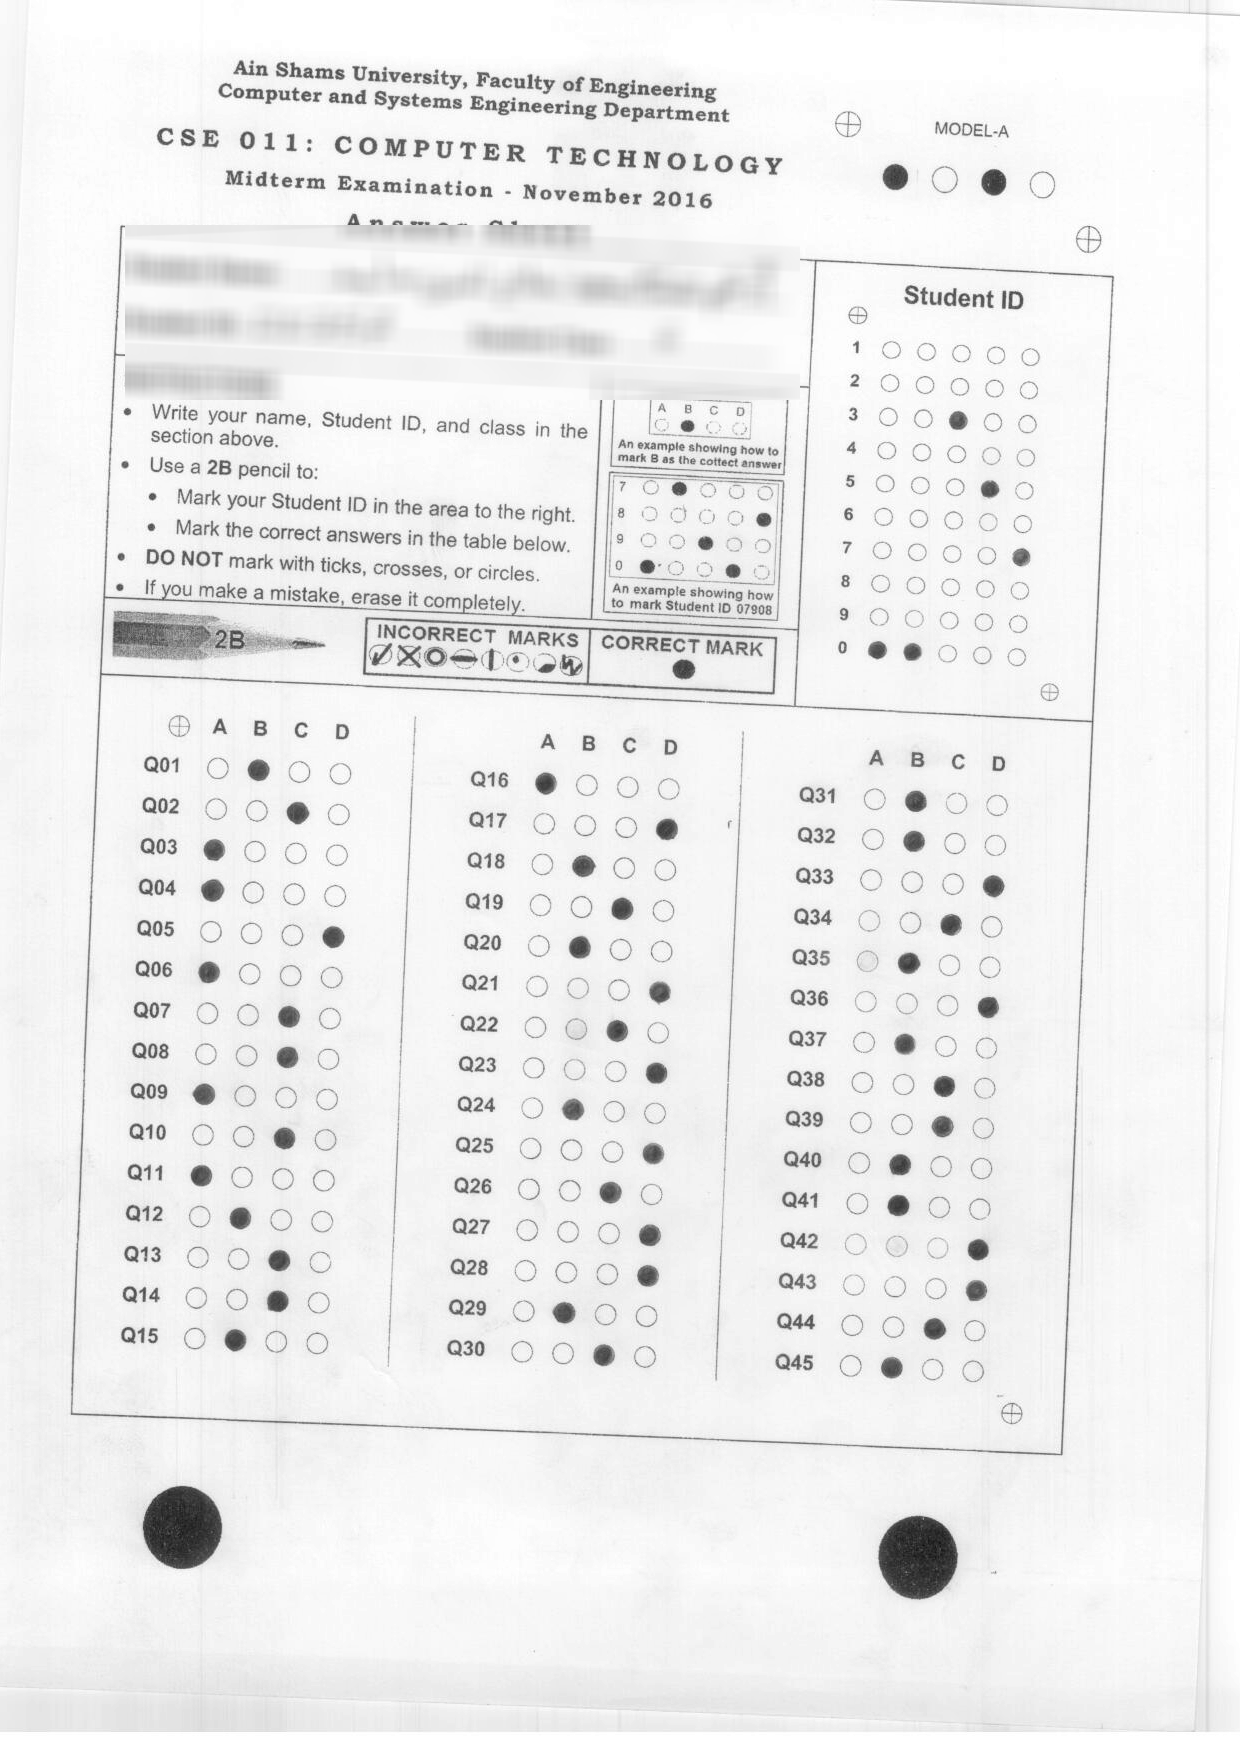 Ain Shams University, Faculty of Engineering
Computer and Systems Engineering Department
CSE 011: COMPUTER TECHNOLOGY
Midterm Examination - November 2016
MODEL-A
Student ID
1
2
3
4
5
6
7
8
9
0
• Write your name, Student ID, and class in the
section above.
• Use a 2B pencil to:
• Mark your Student ID in the area to the right.
• Mark the correct answers in the table below.
• DO NOT mark with ticks, crosses, or circles.
• If you make a mistake, erase it completely.
A B C D
An example showing how to
mark B as the cottect answer
7
8
9
0
An example showing how
to mark Student ID 07908
2B
INCORRECT MARKS
CORRECT MARK
A B C D
Q01
Q02
Q03
Q04
Q05
Q06
Q07
Q08
Q09
Q10
Q11
Q12
Q13
Q14
Q15
A B C D
Q16
Q17
Q18
Q19
Q20
Q21
Q22
Q23
Q24
Q25
Q26
Q27
Q28
Q29
Q30
A B C D
Q31
Q32
Q33
Q34
Q35
Q36
Q37
Q38
Q39
Q40
Q41
Q42
Q43
Q44
Q45